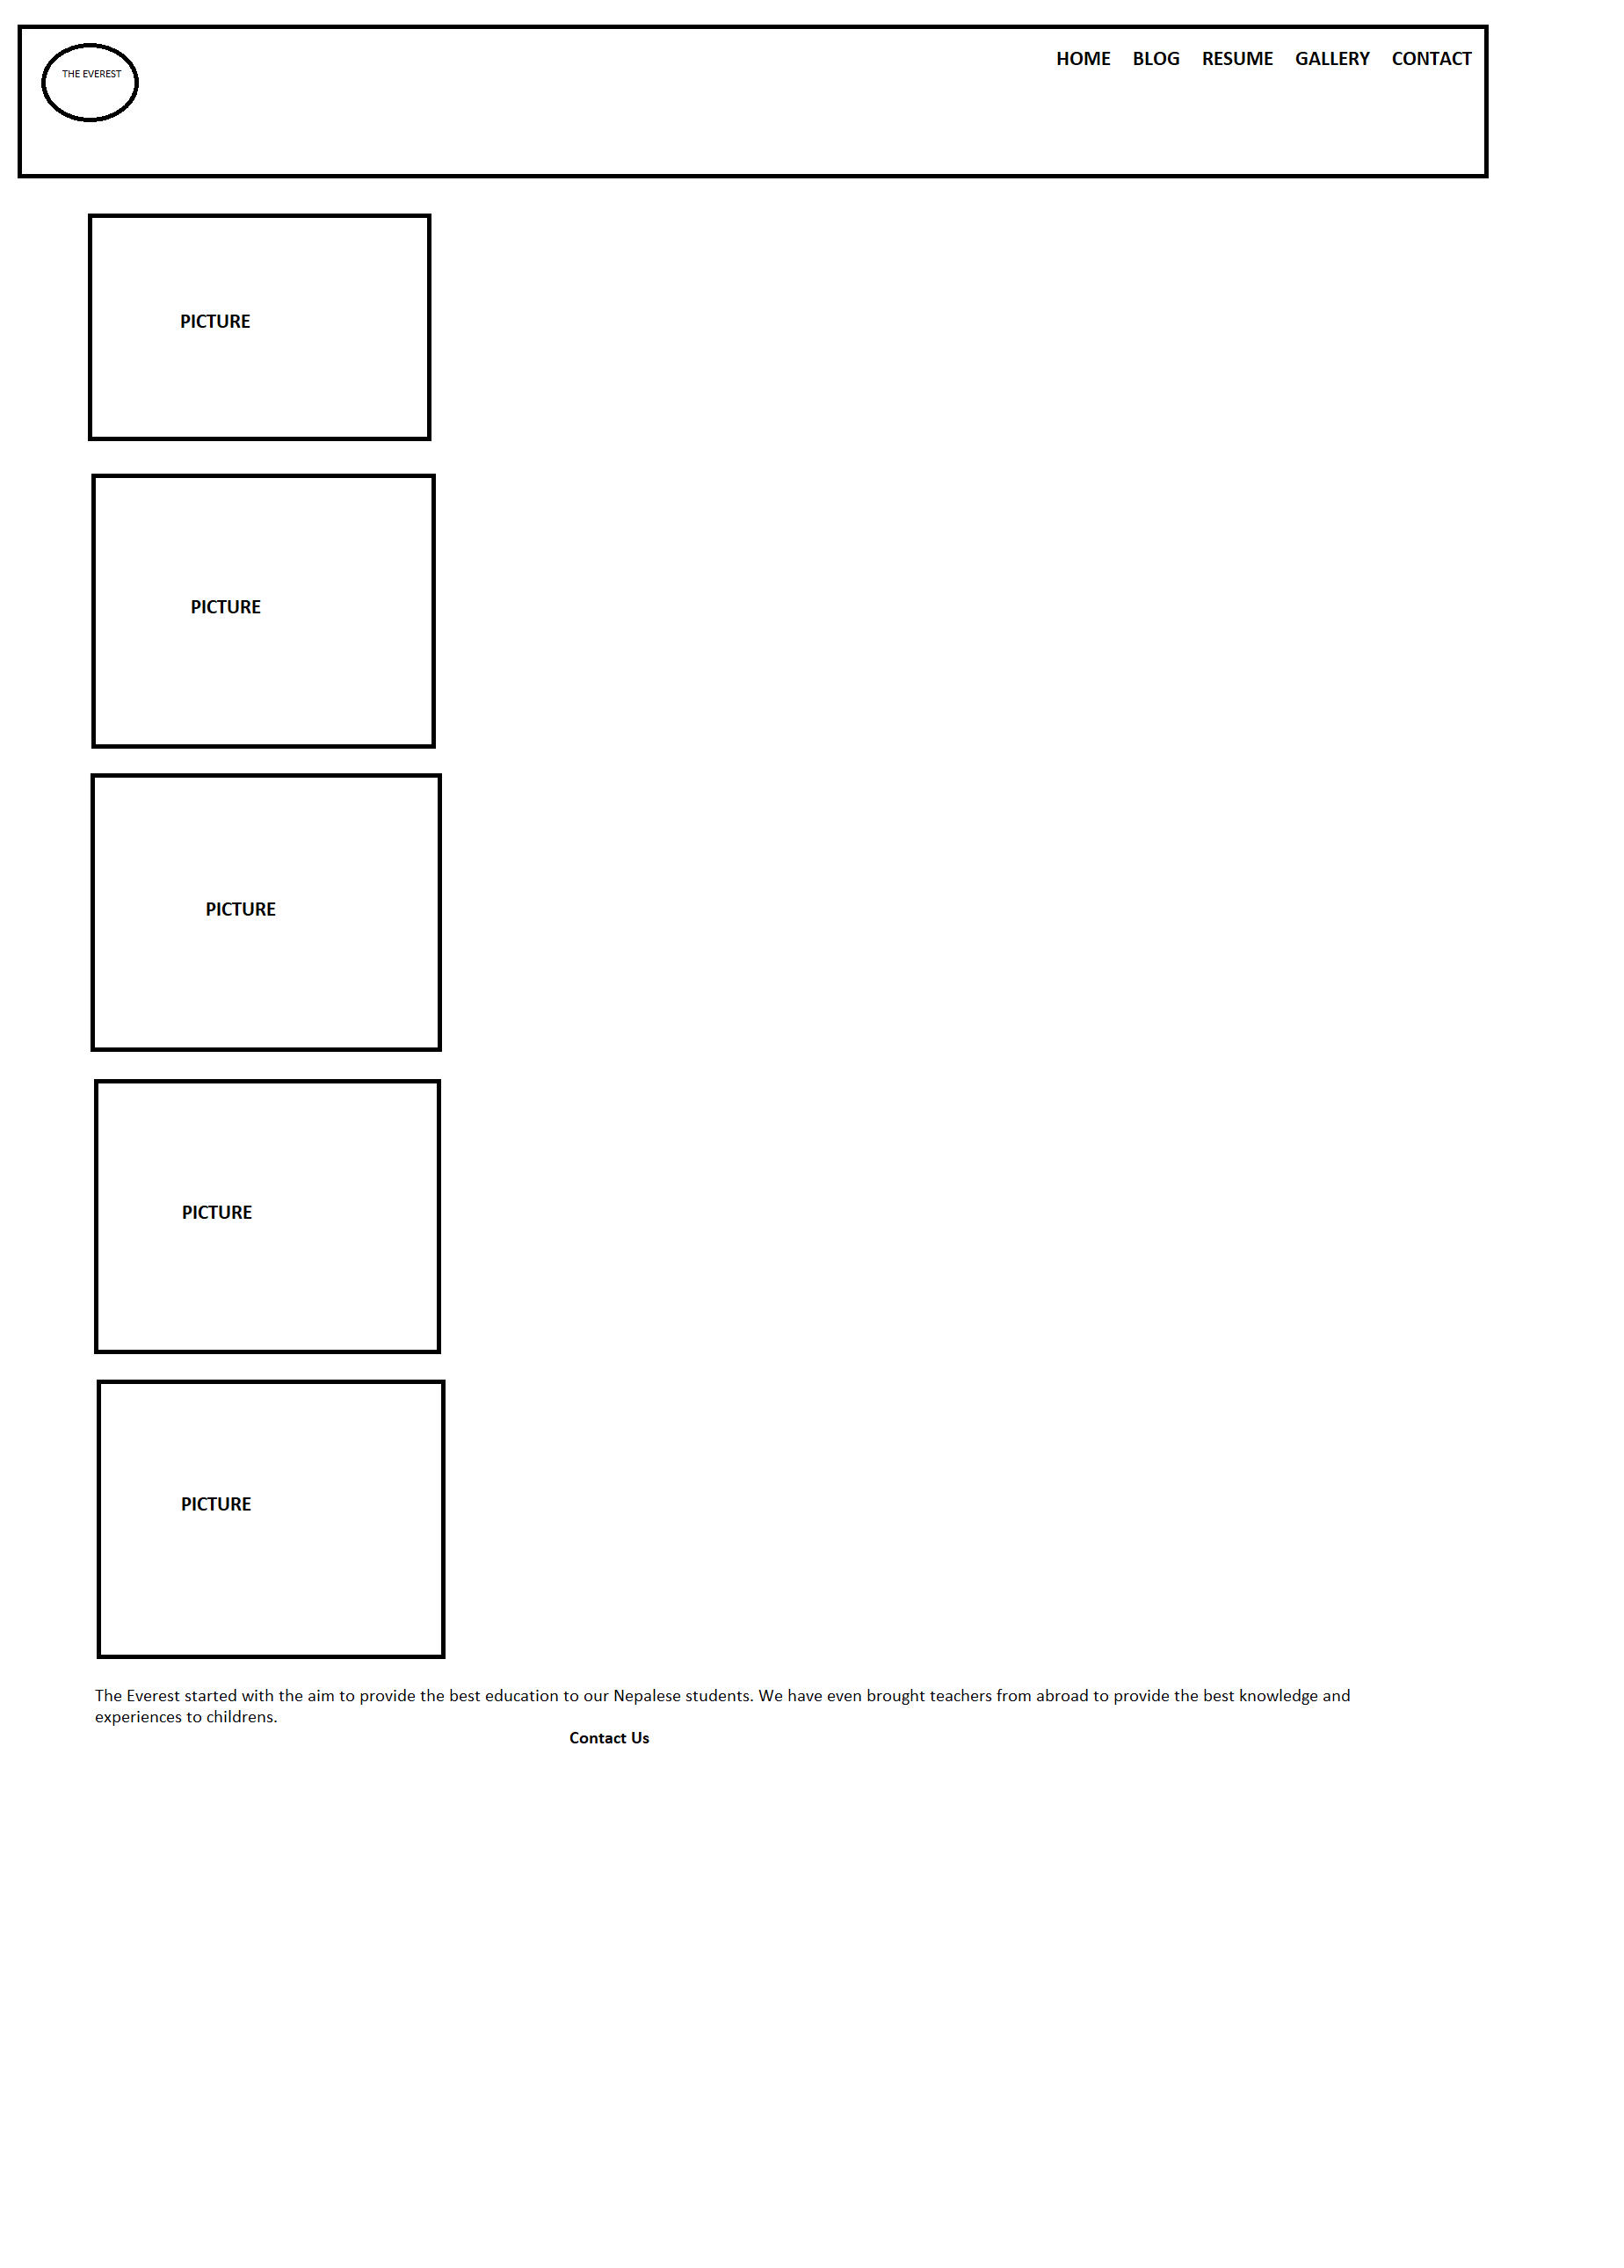 THE EVEREST
HOME BLOG RESUME GALLERY CONTACT
PICTURE
PICTURE
PICTURE
PICTURE
PICTURE
The Everest started with the aim to provide the best education to our Nepalese students. We have even brought teachers from abroad to provide the best knowledge and
experiences to childrens.
Contact Us